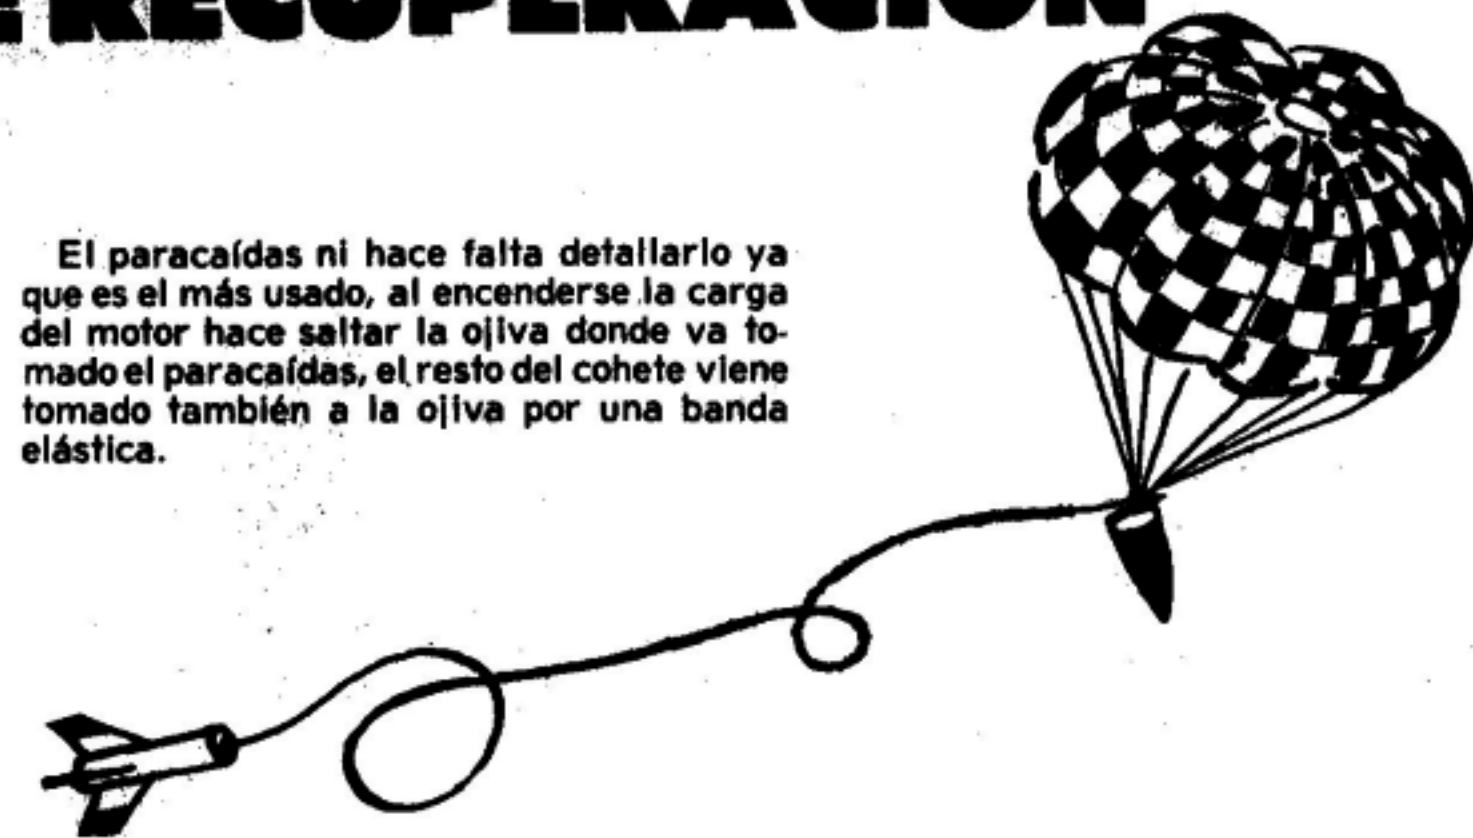 E RECUPERACION
El paracaídas ni hace falta detallarlo ya
que es el más usado, al encenderse la carga
del motor hace saltar la ojiva donde va to-
mado el paracaídas, el resto del cohete viene
tomado también a la ojiva por una banda
elástica.